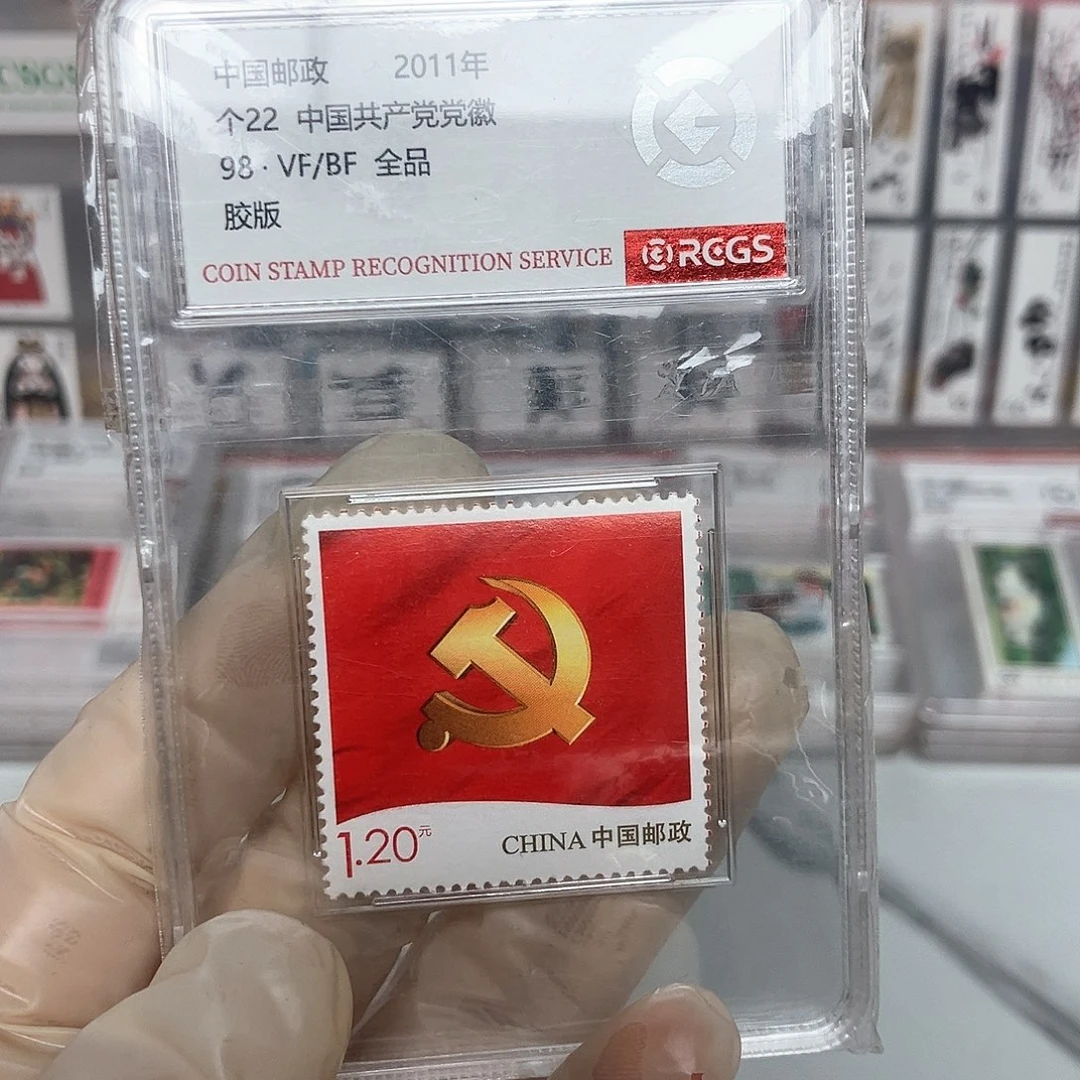 中国邮政 2011年
个22 中国共产党党徽
98 · VF/BF 全品
胶版
COIN STAMP RECOGNITION SERVICE
RCGS
1.20元
CHINA 中国邮政